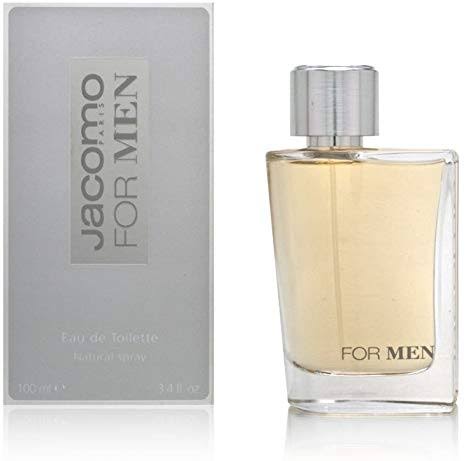 Jacomo
PARIS
FOR MEN
Eau de Toilette
Natural spray
100 ml ℮ 3.4 fl.oz
FOR MEN